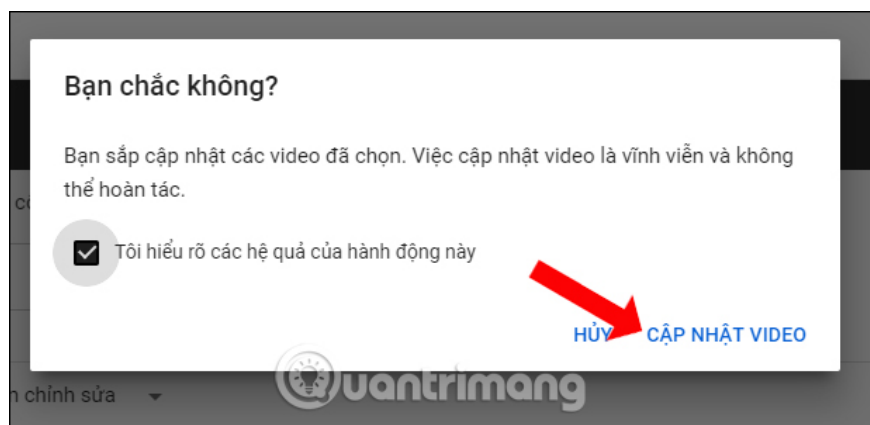 Bạn chắc không?
Bạn sắp cập nhật các video đã chọn. Việc cập nhật video là vĩnh viễn và không
thể hoàn tác.
Tôi hiểu rõ các hệ quả của hành động này
HỦY CẬP NHẬT VIDEO
chỉnh sửa
Quantrimang